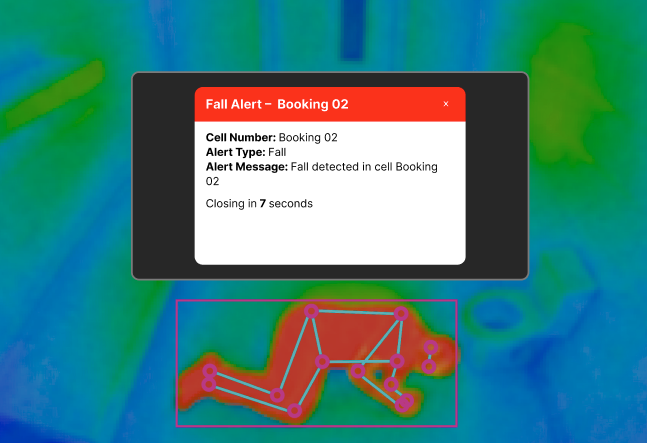 Fall Alert – Booking 02
x
Cell Number: Booking 02
Alert Type: Fall
Alert Message: Fall detected in cell Booking
02
Closing in 7 seconds